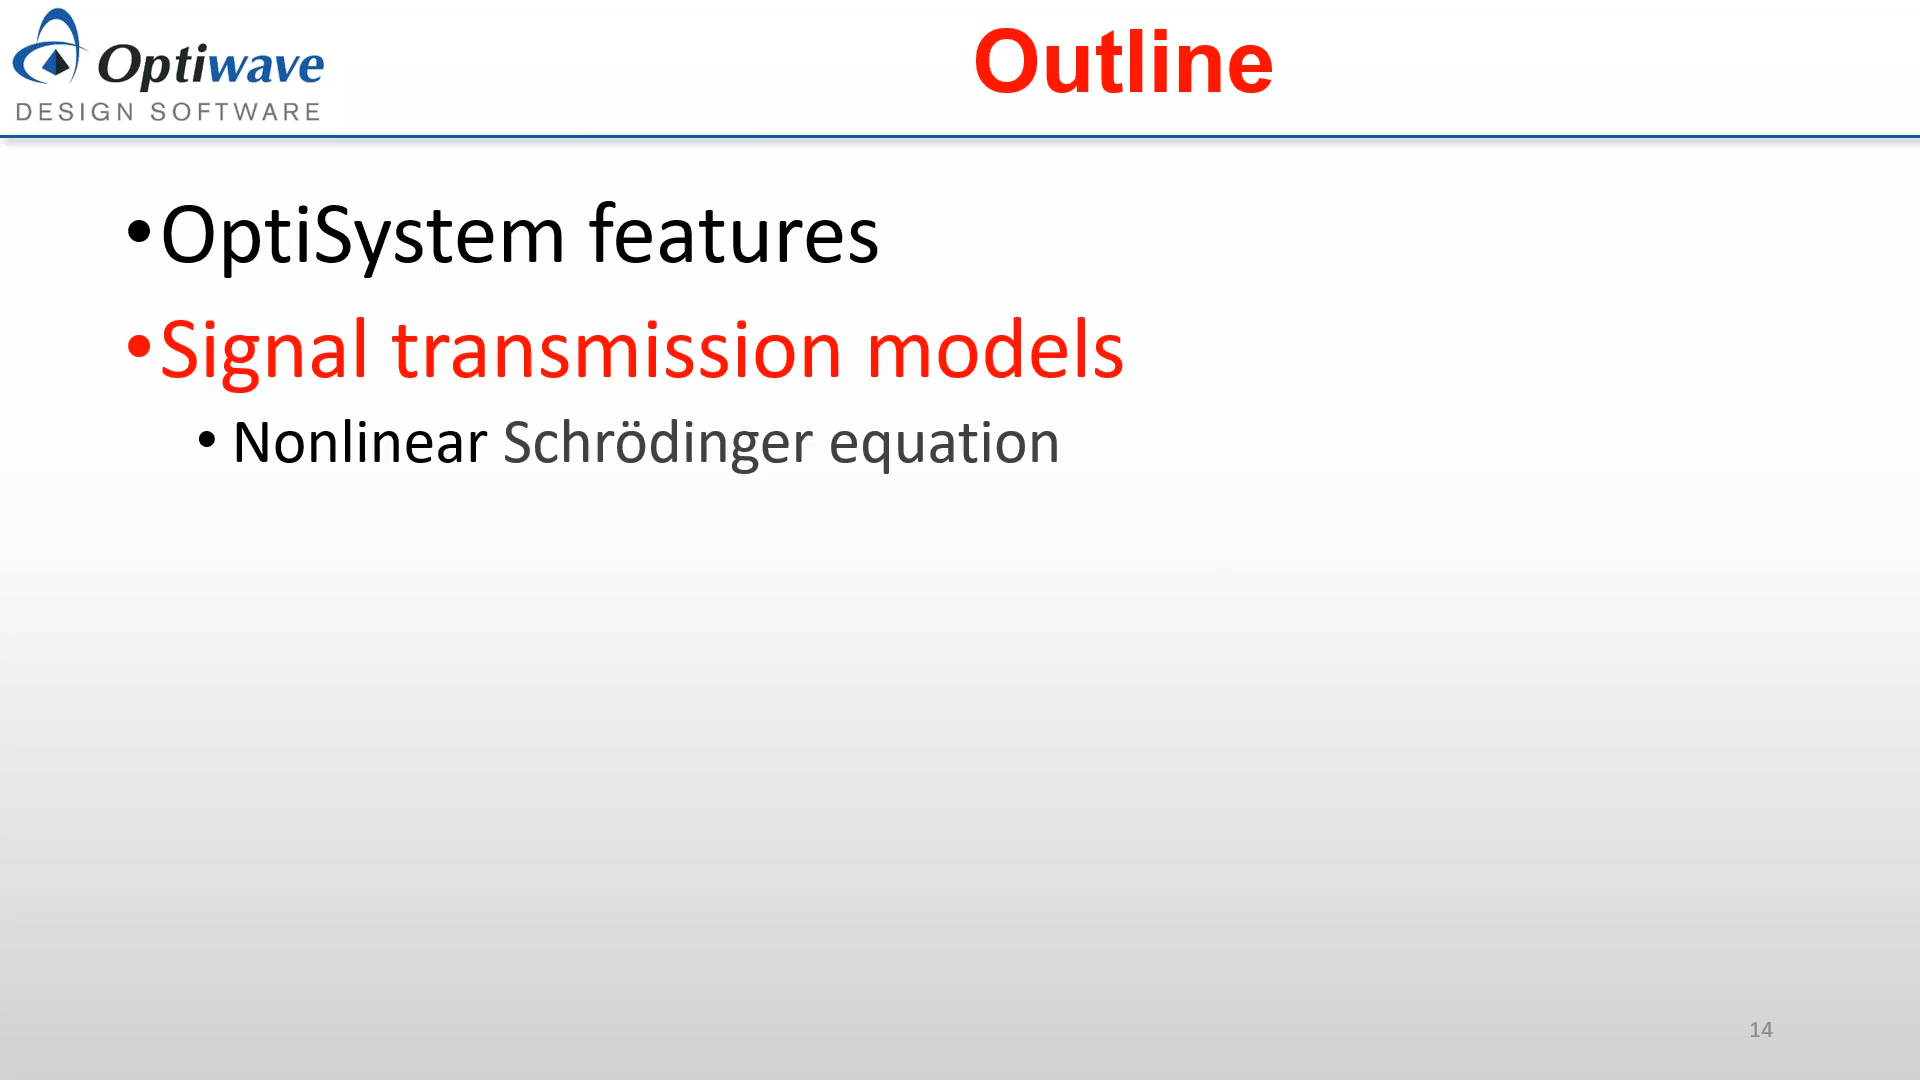 Optiwave
DESIGN SOFTWARE
Outline
•OptiSystem features
•Signal transmission models
• Nonlinear Schrödinger equation
14